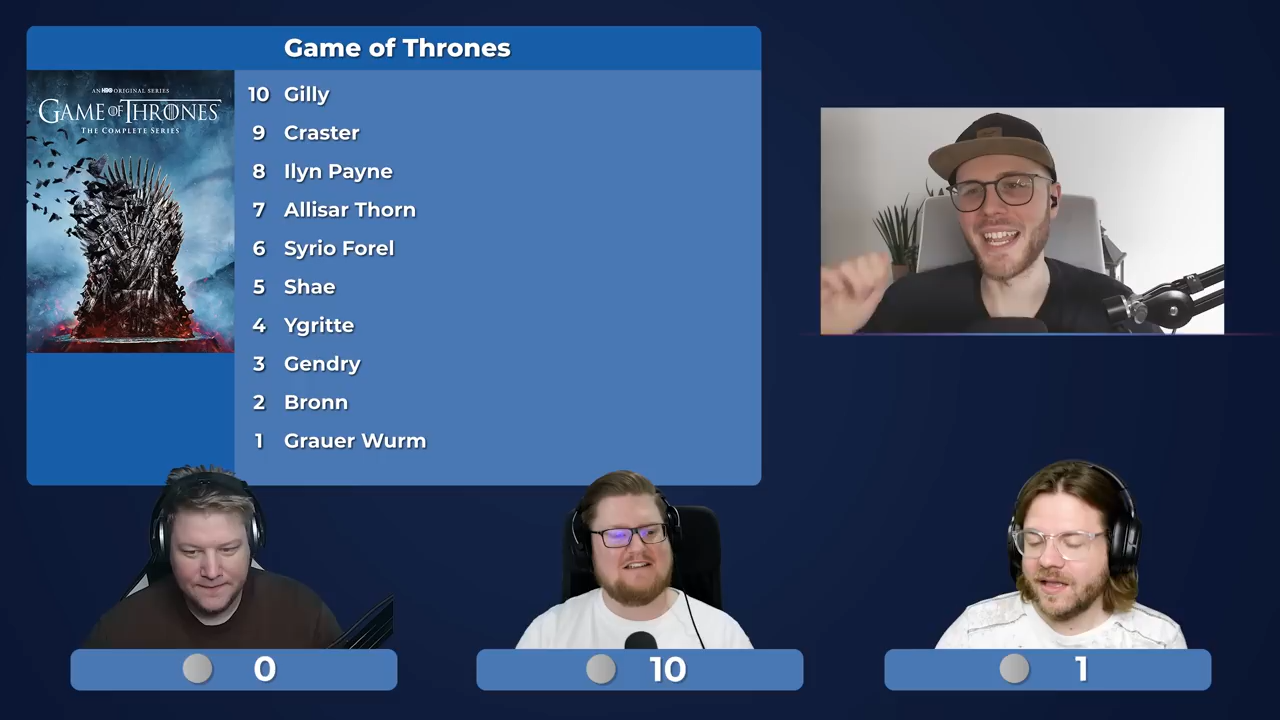 Game of Thrones
AN HBO ORIGINAL SERIES
GAME OF THRONES
THE COMPLETE SERIES
10 Gilly
9 Craster
8 Ilyn Payne
7 Allisar Thorn
6 Syrio Forel
5 Shae
4 Ygritte
3 Gendry
2 Bronn
1 Grauer Wurm
0
10
1